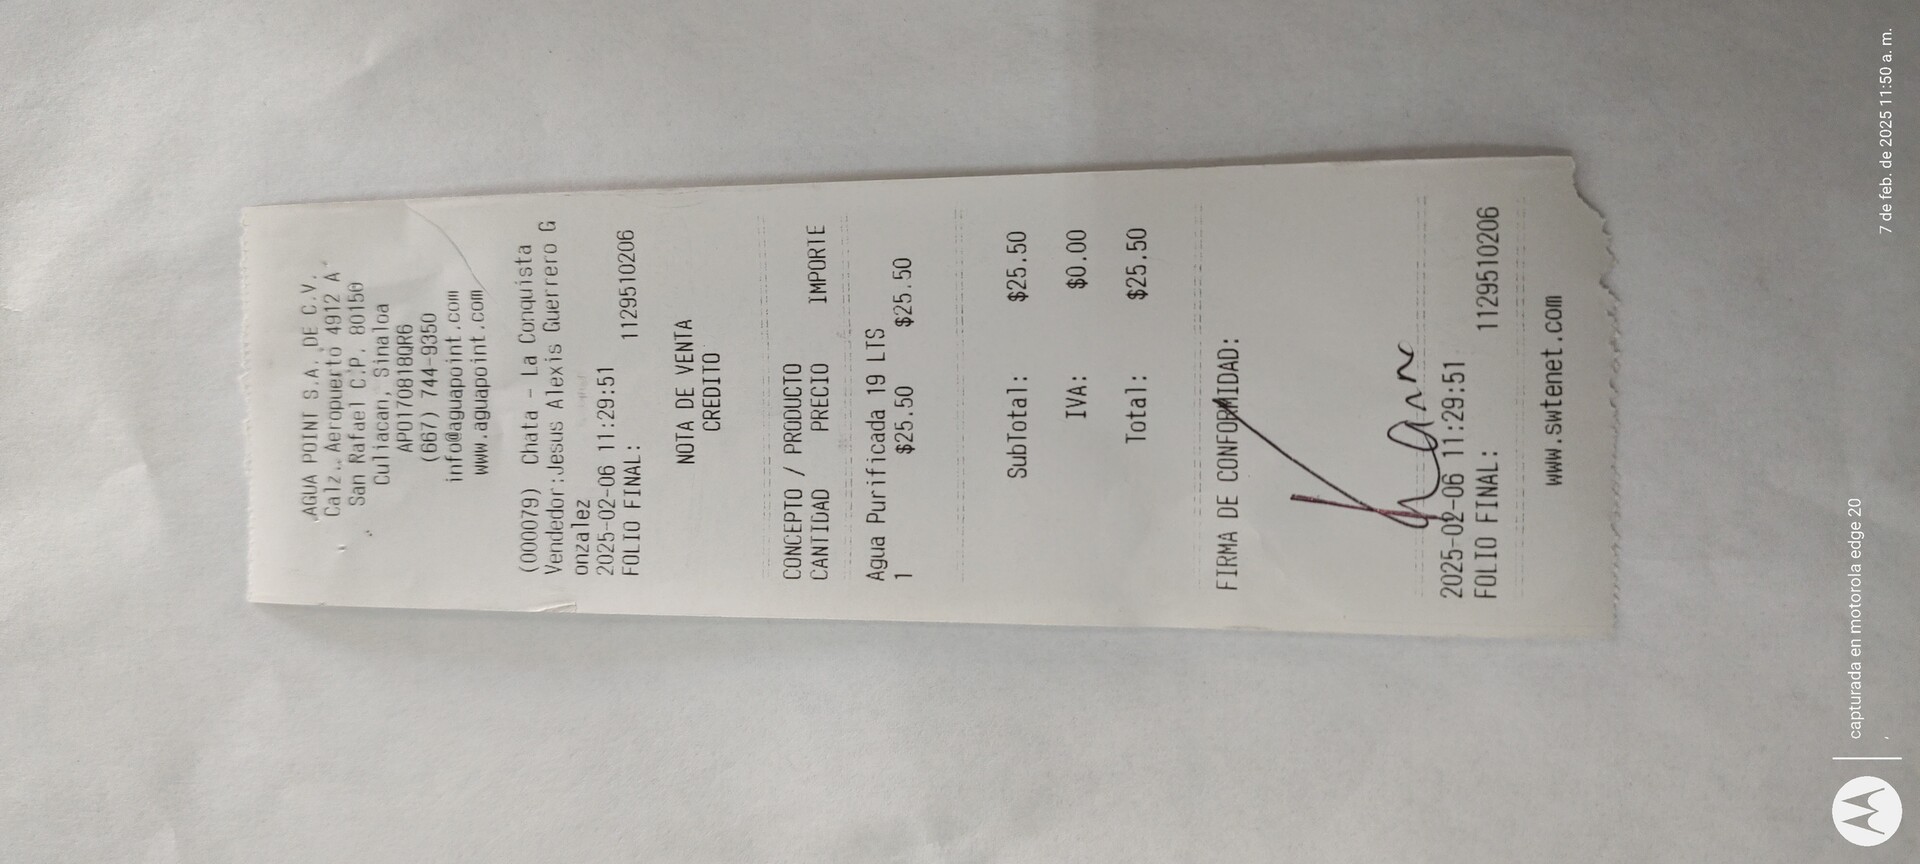 AGUA POINT S.A. DE C.V.
Calz. Aeropuerto 4912 A
San Rafael C.P. 80150
Culiacan, Sinaloa
APO170818QR6
(667) 744-9350
info@aguapoint.com
www.aguapoint.com
(000079) Chata - La Conquista
Vendedor:Jesus Alexis Guerrero G
onzalez
2025-02-06 11:29:51
FOLIO FINAL: 1129510206
NOTA DE VENTA
CREDITO
CONCEPTO / PRODUCTO
CANTIDAD PRECIO IMPORTE
Agua Purificada 19 LTS
1 $25.50 $25.50
SubTotal: $25.50
IVA: $0.00
Total: $25.50
FIRMA DE CONFORMIDAD:
2025-02-06 11:29:51
FOLIO FINAL: 1129510206
www.swtenet.com
capturada en motorola edge 20
7 de feb. de 2025 11:50 a. m.